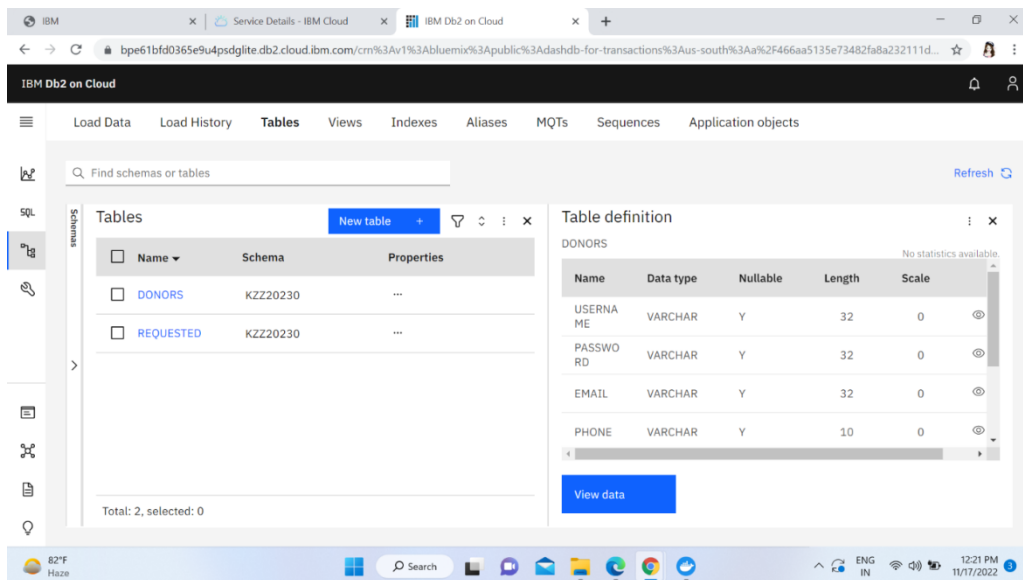 IBM
Service Details - IBM Cloud
IBM Db2 on Cloud
bpe61bfd0365e9u4psdglite.db2.cloud.ibm.com/crn%3Av1%3Abluemix%3Apublic%3Adashdb-for-transactions%3Aus-south%3Aa%2F466aa5135e73482fa8a232111d...
IBM Db2 on Cloud
Load Data Load History Tables Views Indexes Aliases MQTs Sequences Application objects
Find schemas or tables
Refresh
SQL
Schemas
Tables
New table +
Name Schema Properties
DONORS KZZ20230 ...
REQUESTED KZZ20230 ...
Total: 2, selected: 0
Table definition
DONORS
No statistics available.
Name Data type Nullable Length Scale
USERNA
ME VARCHAR Y 32 0
PASSWO
RD VARCHAR Y 32 0
EMAIL VARCHAR Y 32 0
PHONE VARCHAR Y 10 0
View data
82°F
Haze
Search
ENG
IN
12:21 PM
11/17/2022
3